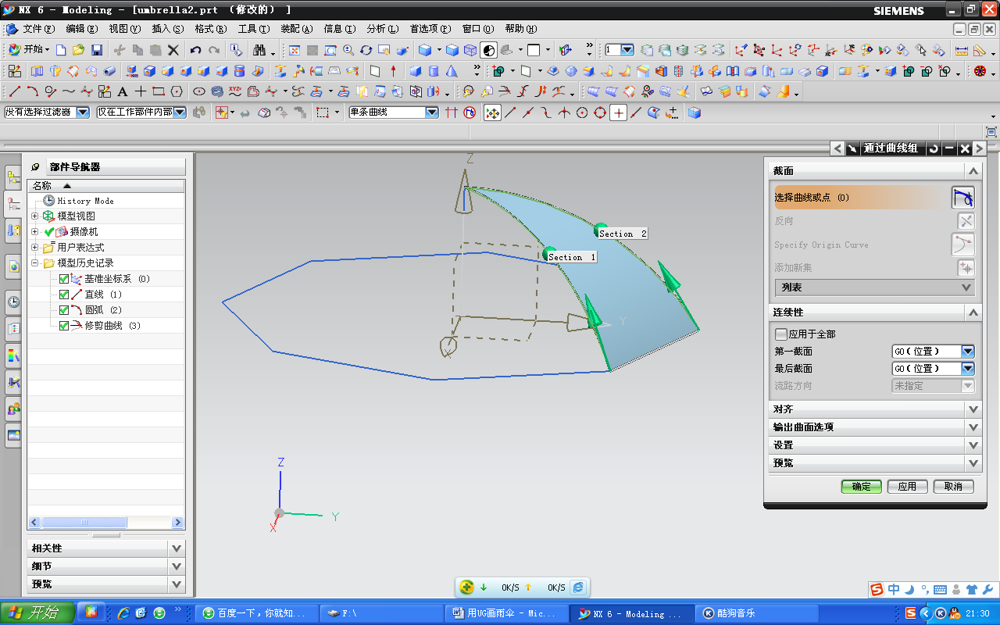 NX 6 - Modeling - [umbrella2.prt （修改的） ]
SIEMENS
文件(F) 编辑(E) 视图(V) 插入(S) 格式(R) 工具(T) 装配(A) 信息(I) 分析(L) 首选项(P) 窗口(O) 帮助(H)
开始
1
没有选择过滤器 仅在工作部件内部 单条曲线
部件导航器
名称
History Mode
模型视图
摄像机
用户表达式
模型历史记录
基准坐标系 (0)
直线 (1)
圆弧 (2)
修剪曲线 (3)
相关性
细节
预览
Z
Section 2
Section 1
Y
X
Z
Y
X
通过曲线组
截面
选择曲线或点 (0)
反向
Specify Origin Curve
添加新集
列表
连续性
应用于全部
第一截面 G0（位置）
最后截面 G0（位置）
流路方向 未指定
对齐
输出曲面选项
设置
预览
确定 应用 取消
0K/S 0K/S
中
开始
百度一下，你就知...
F:\
用UG画雨伞 - Mic...
NX 6 - Modeling ...
酷狗音乐
21:30